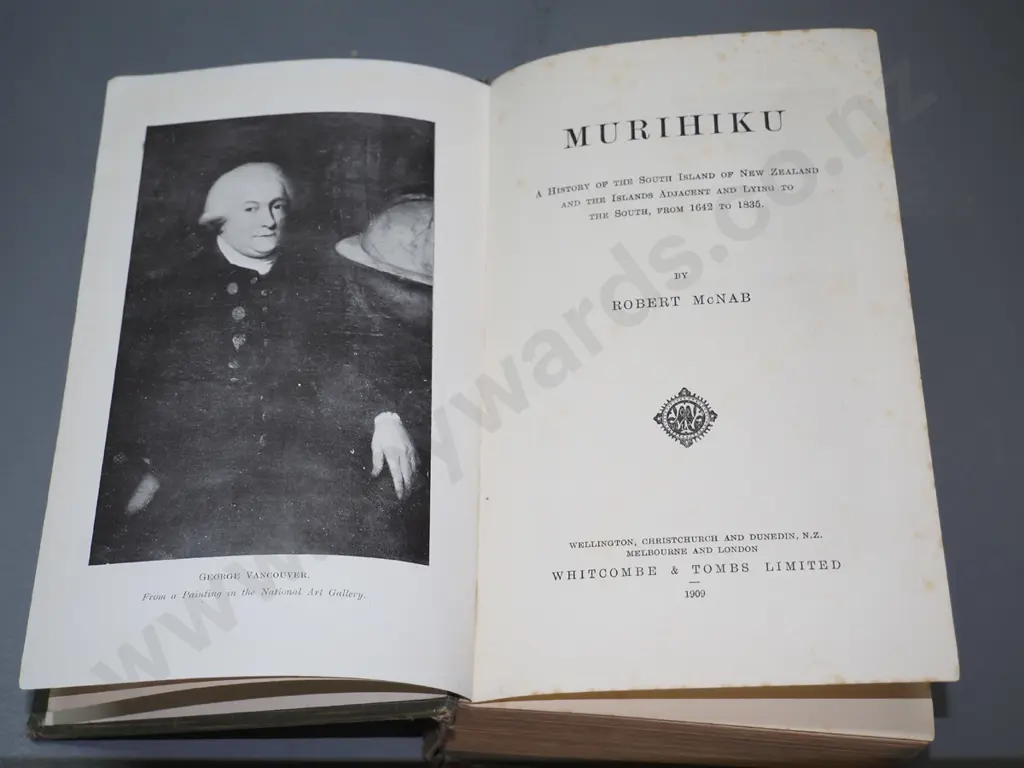 GEORGE VANCOUVER.
From a Painting in the National Art Gallery.
MURIHIKU
A HISTORY OF THE SOUTH ISLAND OF NEW ZEALAND
AND THE ISLANDS ADJACENT AND LYING TO
THE SOUTH, FROM 1642 TO 1835.
BY
ROBERT McNAB
WELLINGTON, CHRISTCHURCH AND DUNEDIN, N.Z.
MELBOURNE AND LONDON
WHITCOMBE & TOMBS LIMITED
1909